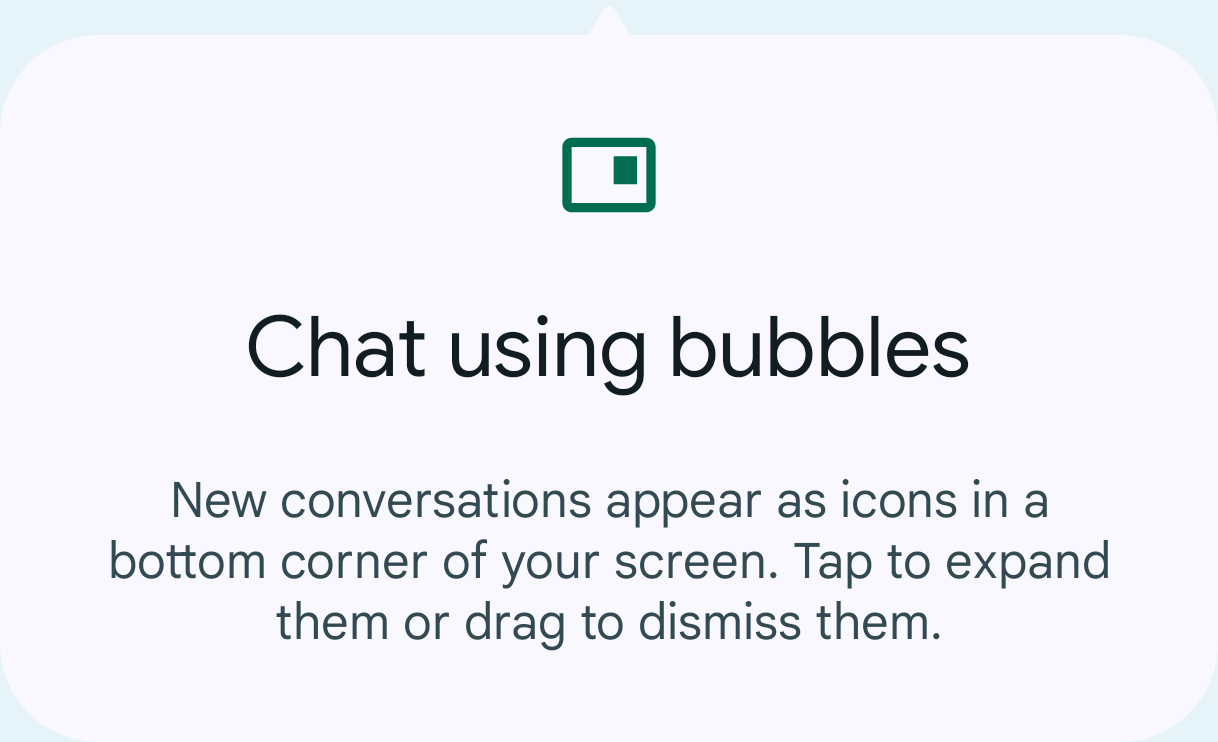 Chat using bubbles
New conversations appear as icons in a
bottom corner of your screen. Tap to expand
them or drag to dismiss them.